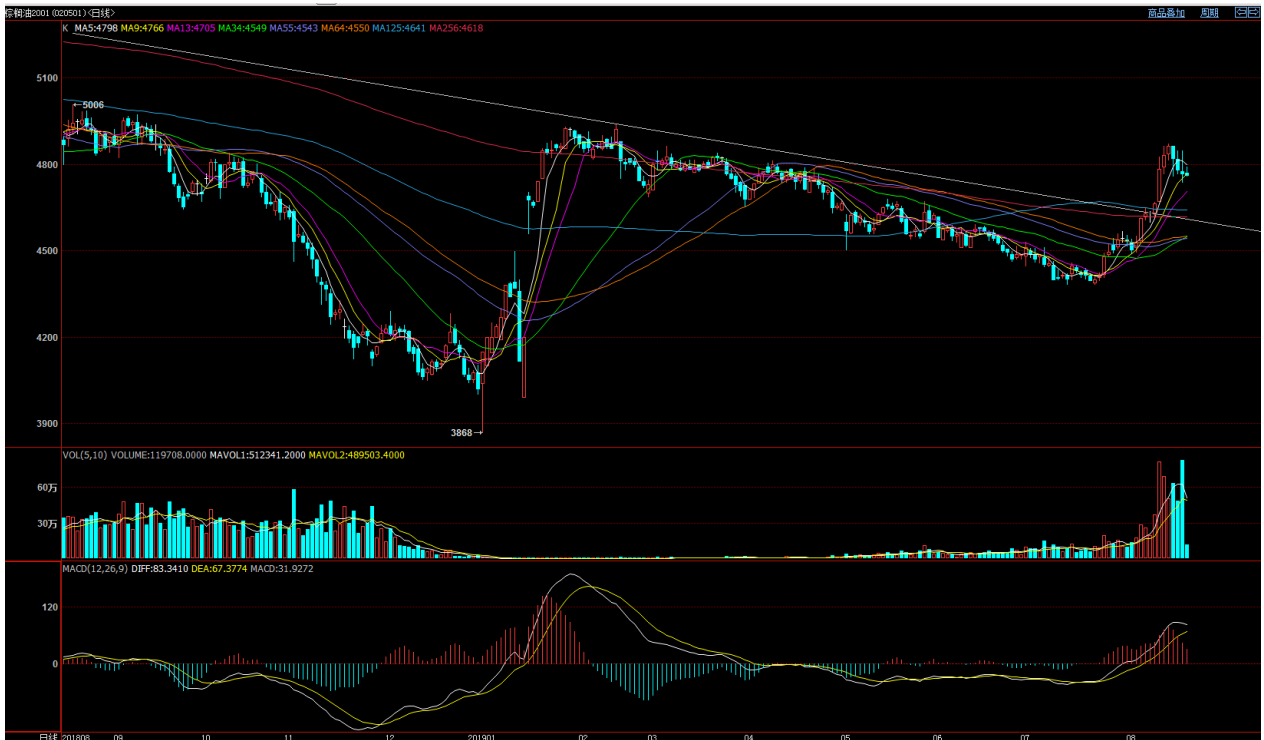 棕榈油2001 (020501)<日线>
商品叠加 周期
K MA5:4798 MA9:4766 MA13:4705 MA34:4549 MA55:4543 MA64:4550 MA125:4641 MA256:4618
5100
5006
4800
4500
4200
3900
3868
VOL(5,10) VOLUME:119708.0000 MAVOL1:512341.2000 MAVOL2:489503.4000
60万
30万
MACD(12,26,9) DIFF:83.3410 DEA:67.3774 MACD:31.9272
120
0
日线 201808 09 10 11 12 201901 02 03 04 05 06 07 08